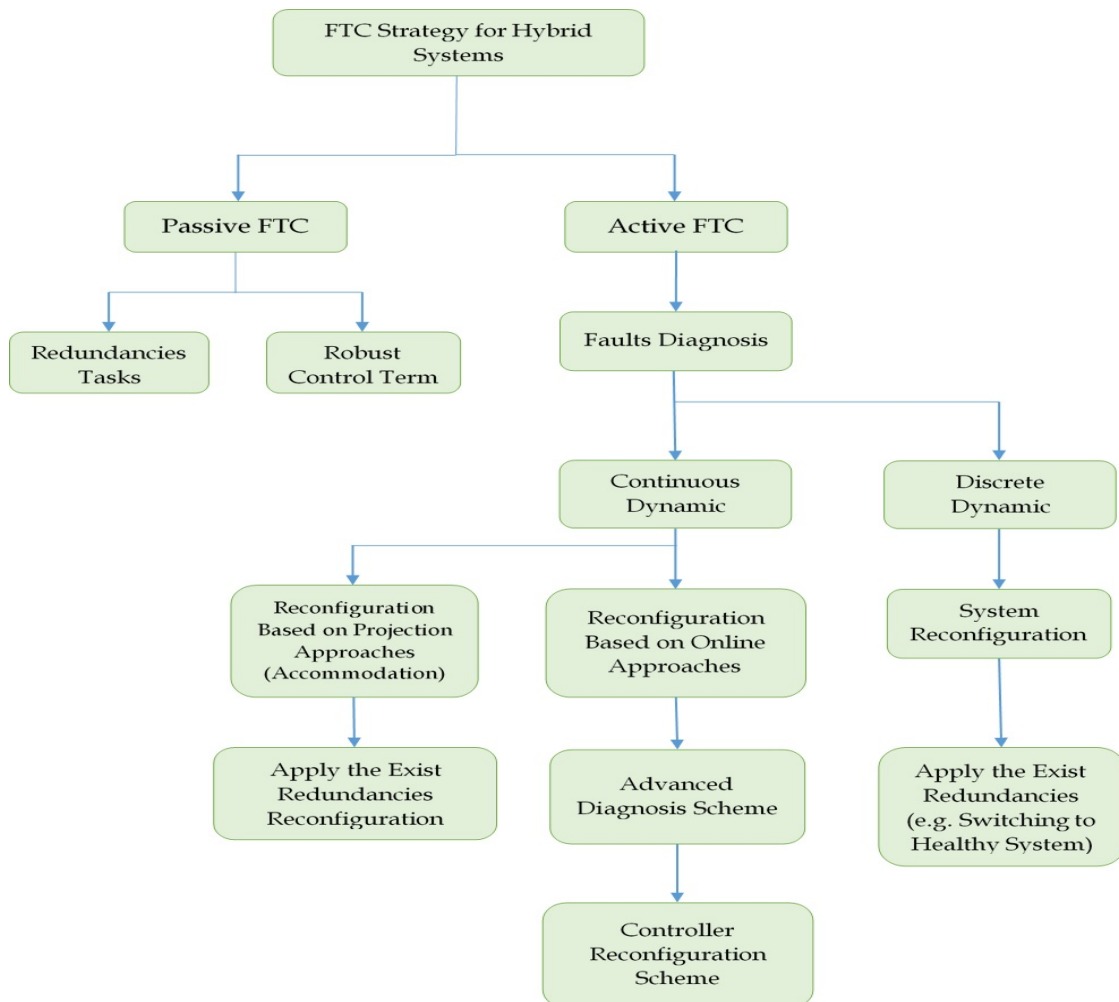 FTC Strategy for Hybrid
Systems
Passive FTC
Active FTC
Redundancies
Tasks
Robust
Control Term
Faults Diagnosis
Continuous
Dynamic
Discrete
Dynamic
Reconfiguration
Based on Projection
Approaches
(Accommodation)
Reconfiguration
Based on Online
Approaches
System
Reconfiguration
Apply the Exist
Redundancies
Reconfiguration
Advanced
Diagnosis Scheme
Apply the Exist
Redundancies
(e.g. Switching to
Healthy System)
Controller
Reconfiguration
Scheme